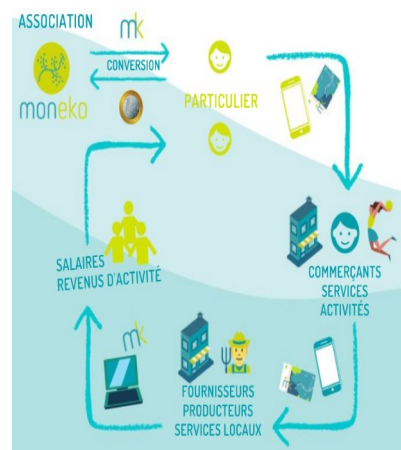 ASSOCIATION
mk
CONVERSION
moneko
PARTICULIER
SALAIRES
REVENUS D'ACTIVITÉ
COMMERÇANTS
SERVICES
ACTIVITÉS
mk
FOURNISSEURS
PRODUCTEURS
SERVICES LOCAUX